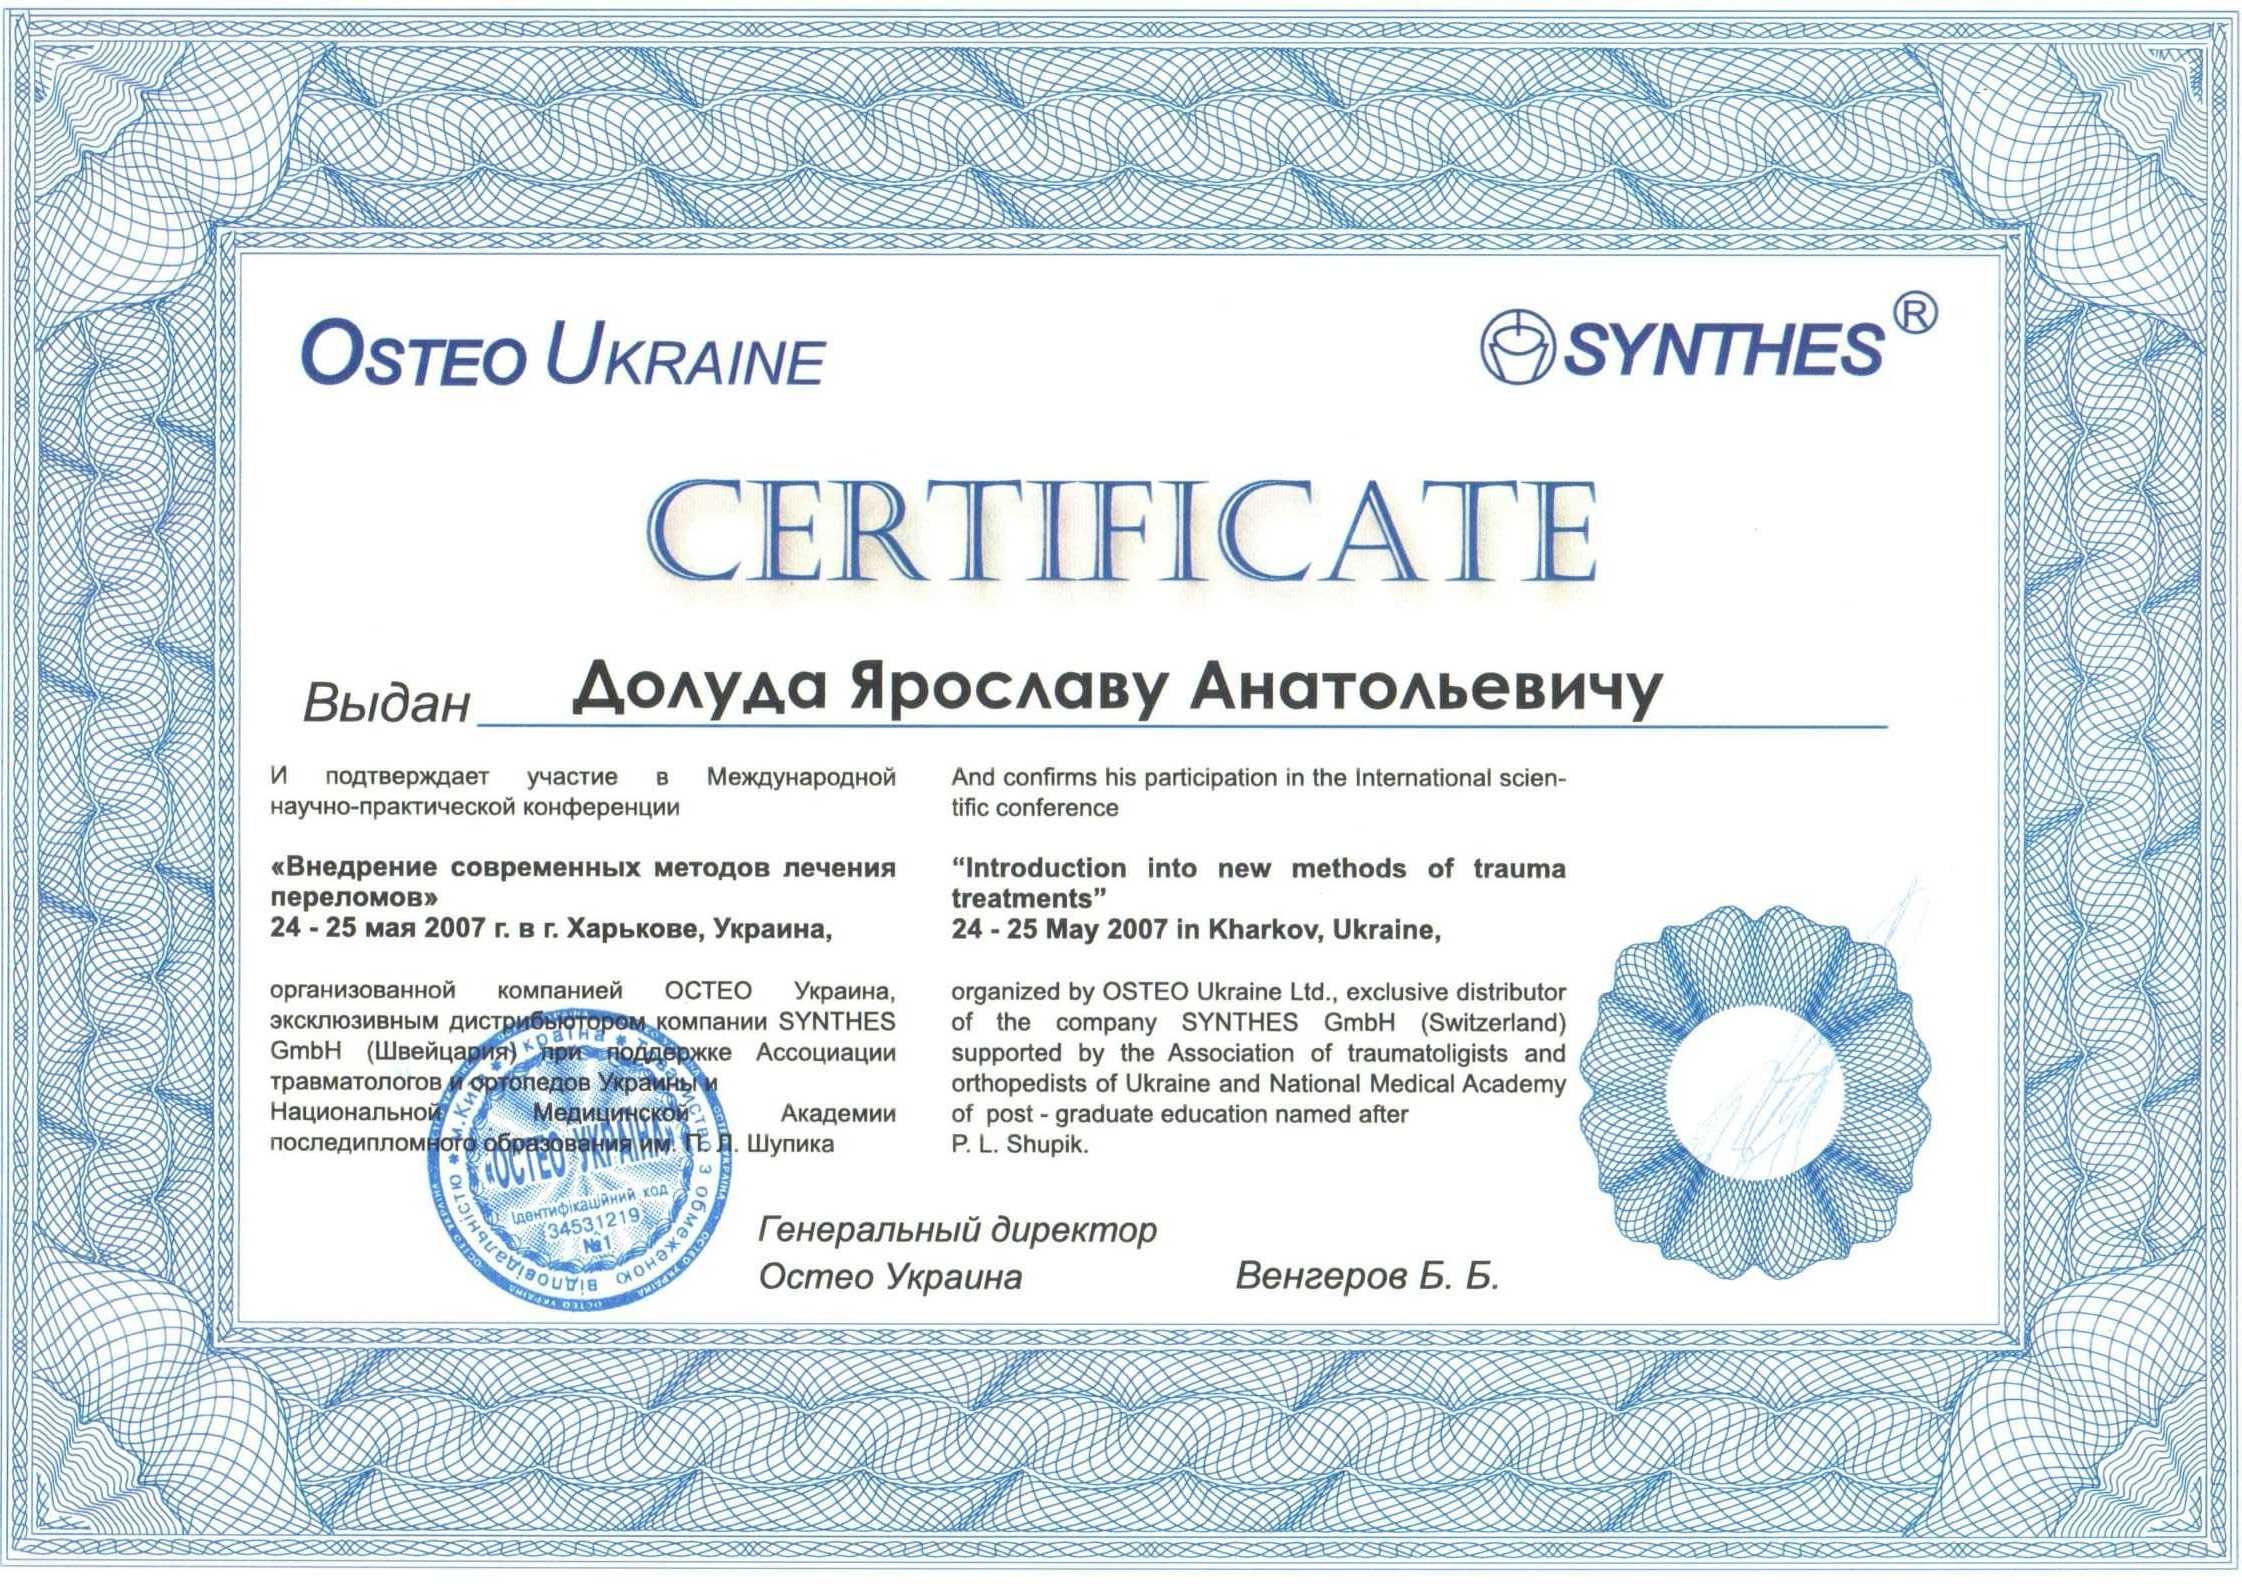 OSTEO UKRAINE
SYNTHES®
CERTIFICATE
Выдан Долуда Ярославу Анатольевичу
И подтверждает участие в Международной
научно-практической конференции
«Внедрение современных методов лечения
переломов»
24 - 25 мая 2007 г. в г. Харькове, Украина,
организованной компанией ОСТЕО Украина,
эксклюзивным дистрибьютором компании SYNTHES
GmbH (Швейцария) при поддержке Ассоциации
травматологов и ортопедов Украины и
Национальной Медицинской Академии
последипломного образования им. П. Л. Шупика
And confirms his participation in the International scien-
tific conference
“Introduction into new methods of trauma
treatments”
24 - 25 May 2007 in Kharkov, Ukraine,
organized by OSTEO Ukraine Ltd., exclusive distributor
of the company SYNTHES GmbH (Switzerland)
supported by the Association of traumatoligists and
orthopedists of Ukraine and National Medical Academy
of post - graduate education named after
P. L. Shupik.
Україна * Товариство з обмеженою відповідальністю * м.Київ *
«ОСТЕО УКРАЇНА»
Ідентифікаційний код
34531219
№1
Генеральный директор
Остео Украина
Венгеров Б. Б.